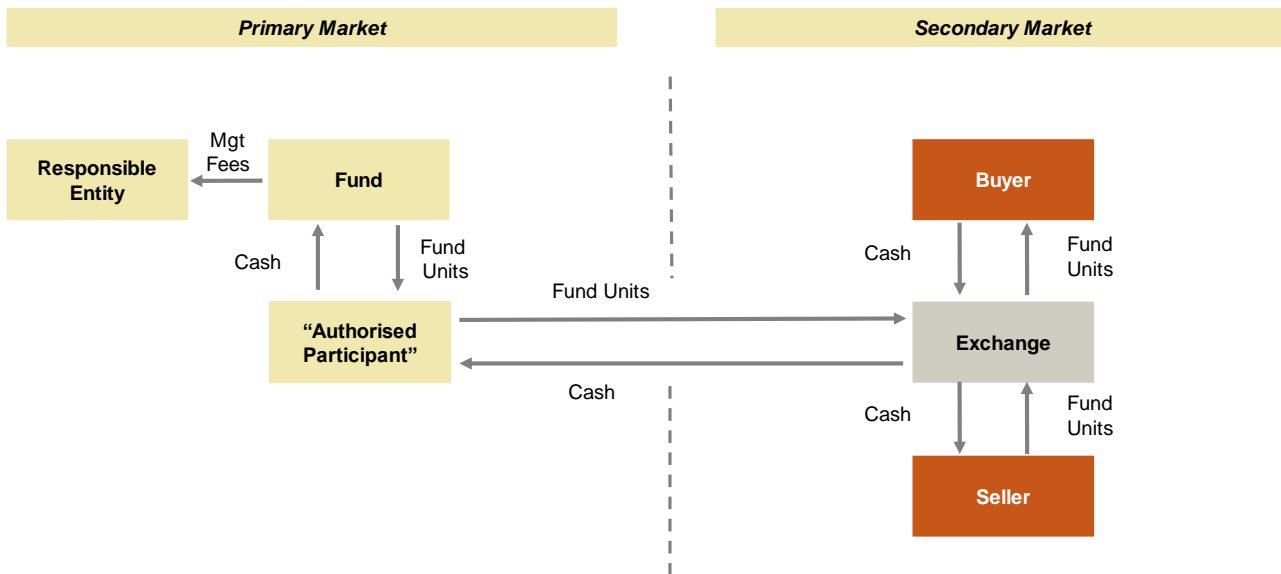 Primary Market
Secondary Market
Mgt
Fees
Responsible
Entity
Fund
Buyer
Cash
Fund
Units
Cash
Fund
Units
Fund Units
“Authorised
Participant”
Exchange
Cash
Cash
Fund
Units
Seller